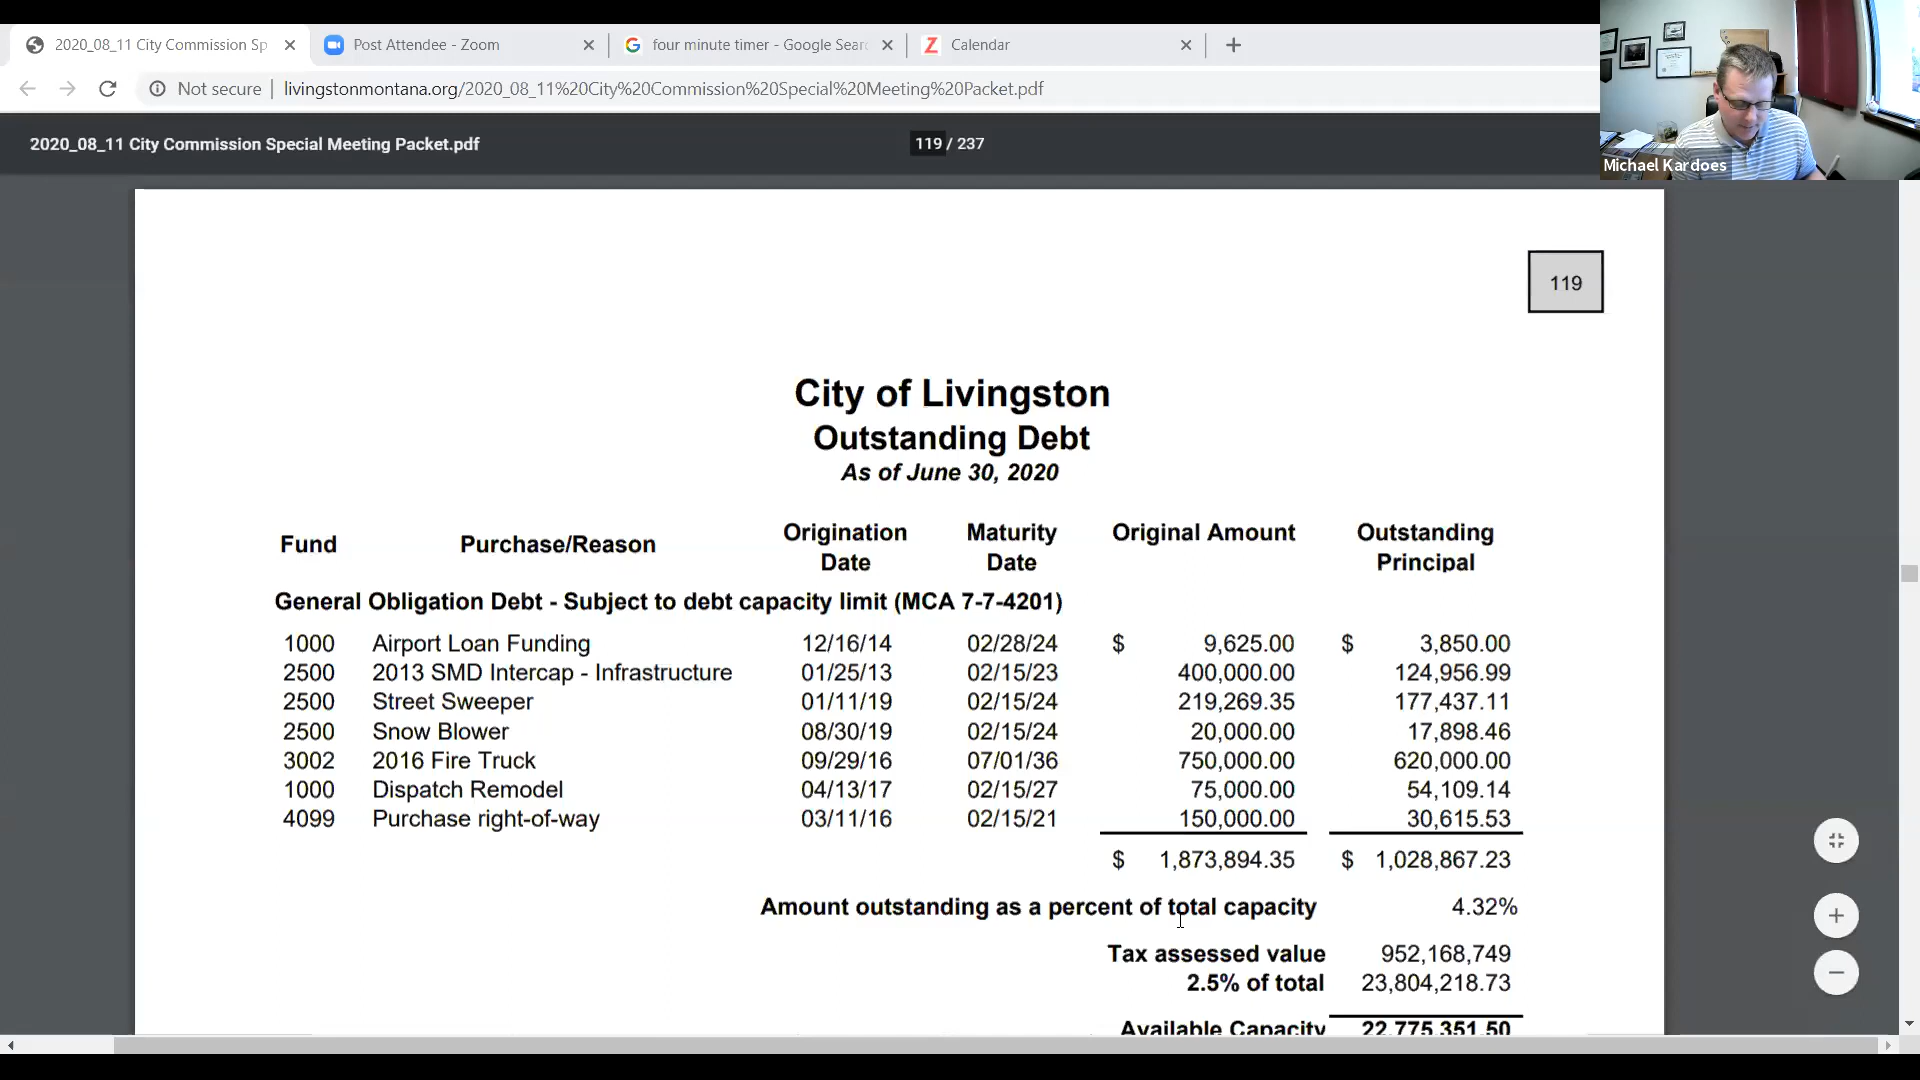 2020_08_11 City Commission Sp
Post Attendee - Zoom
four minute timer - Google Sear
Calendar
Not secure
livingstonmontana.org/2020_08_11%20City%20Commission%20Special%20Meeting%20Packet.pdf
2020_08_11 City Commission Special Meeting Packet.pdf
119 / 237
Michael Kardoes
119
City of Livingston
Outstanding Debt
As of June 30, 2020
Fund Purchase/Reason Origination Date Maturity Date Original Amount Outstanding Principal
General Obligation Debt - Subject to debt capacity limit (MCA 7-7-4201)
1000 Airport Loan Funding 12/16/14 02/28/24 $ 9,625.00 $ 3,850.00
2500 2013 SMD Intercap - Infrastructure 01/25/13 02/15/23 400,000.00 124,956.99
2500 Street Sweeper 01/11/19 02/15/24 219,269.35 177,437.11
2500 Snow Blower 08/30/19 02/15/24 20,000.00 17,898.46
3002 2016 Fire Truck 09/29/16 07/01/36 750,000.00 620,000.00
1000 Dispatch Remodel 04/13/17 02/15/27 75,000.00 54,109.14
4099 Purchase right-of-way 03/11/16 02/15/21 150,000.00 30,615.53
$ 1,873,894.35 $ 1,028,867.23
Amount outstanding as a percent of total capacity 4.32%
Tax assessed value 952,168,749
2.5% of total 23,804,218.73
Available Capacity 22,775,351.50